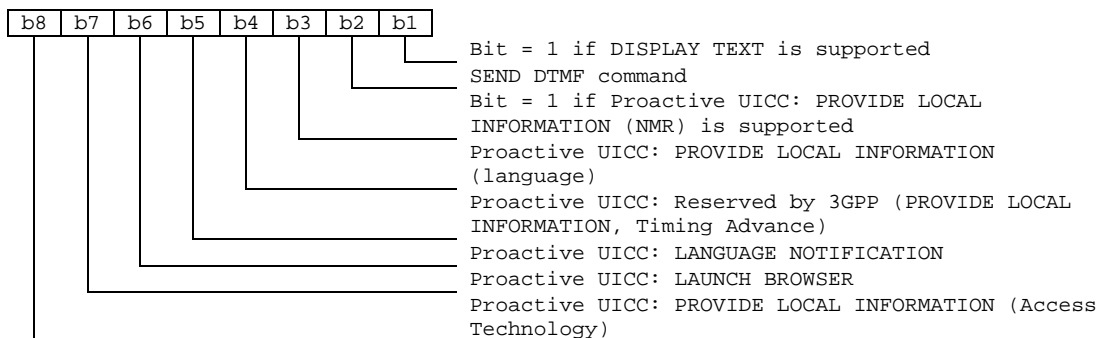 b8 b7 b6 b5 b4 b3 b2 b1
Bit = 1 if DISPLAY TEXT is supported
SEND DTMF command
Bit = 1 if Proactive UICC: PROVIDE LOCAL
INFORMATION (NMR) is supported
Proactive UICC: PROVIDE LOCAL INFORMATION
(language)
Proactive UICC: Reserved by 3GPP (PROVIDE LOCAL
INFORMATION, Timing Advance)
Proactive UICC: LANGUAGE NOTIFICATION
Proactive UICC: LAUNCH BROWSER
Proactive UICC: PROVIDE LOCAL INFORMATION (Access
Technology)